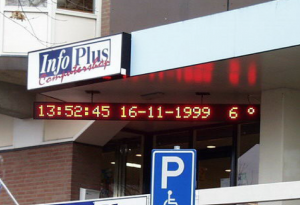 Info Plus
Computershop
13:52:45 16-11-1999 6°
P